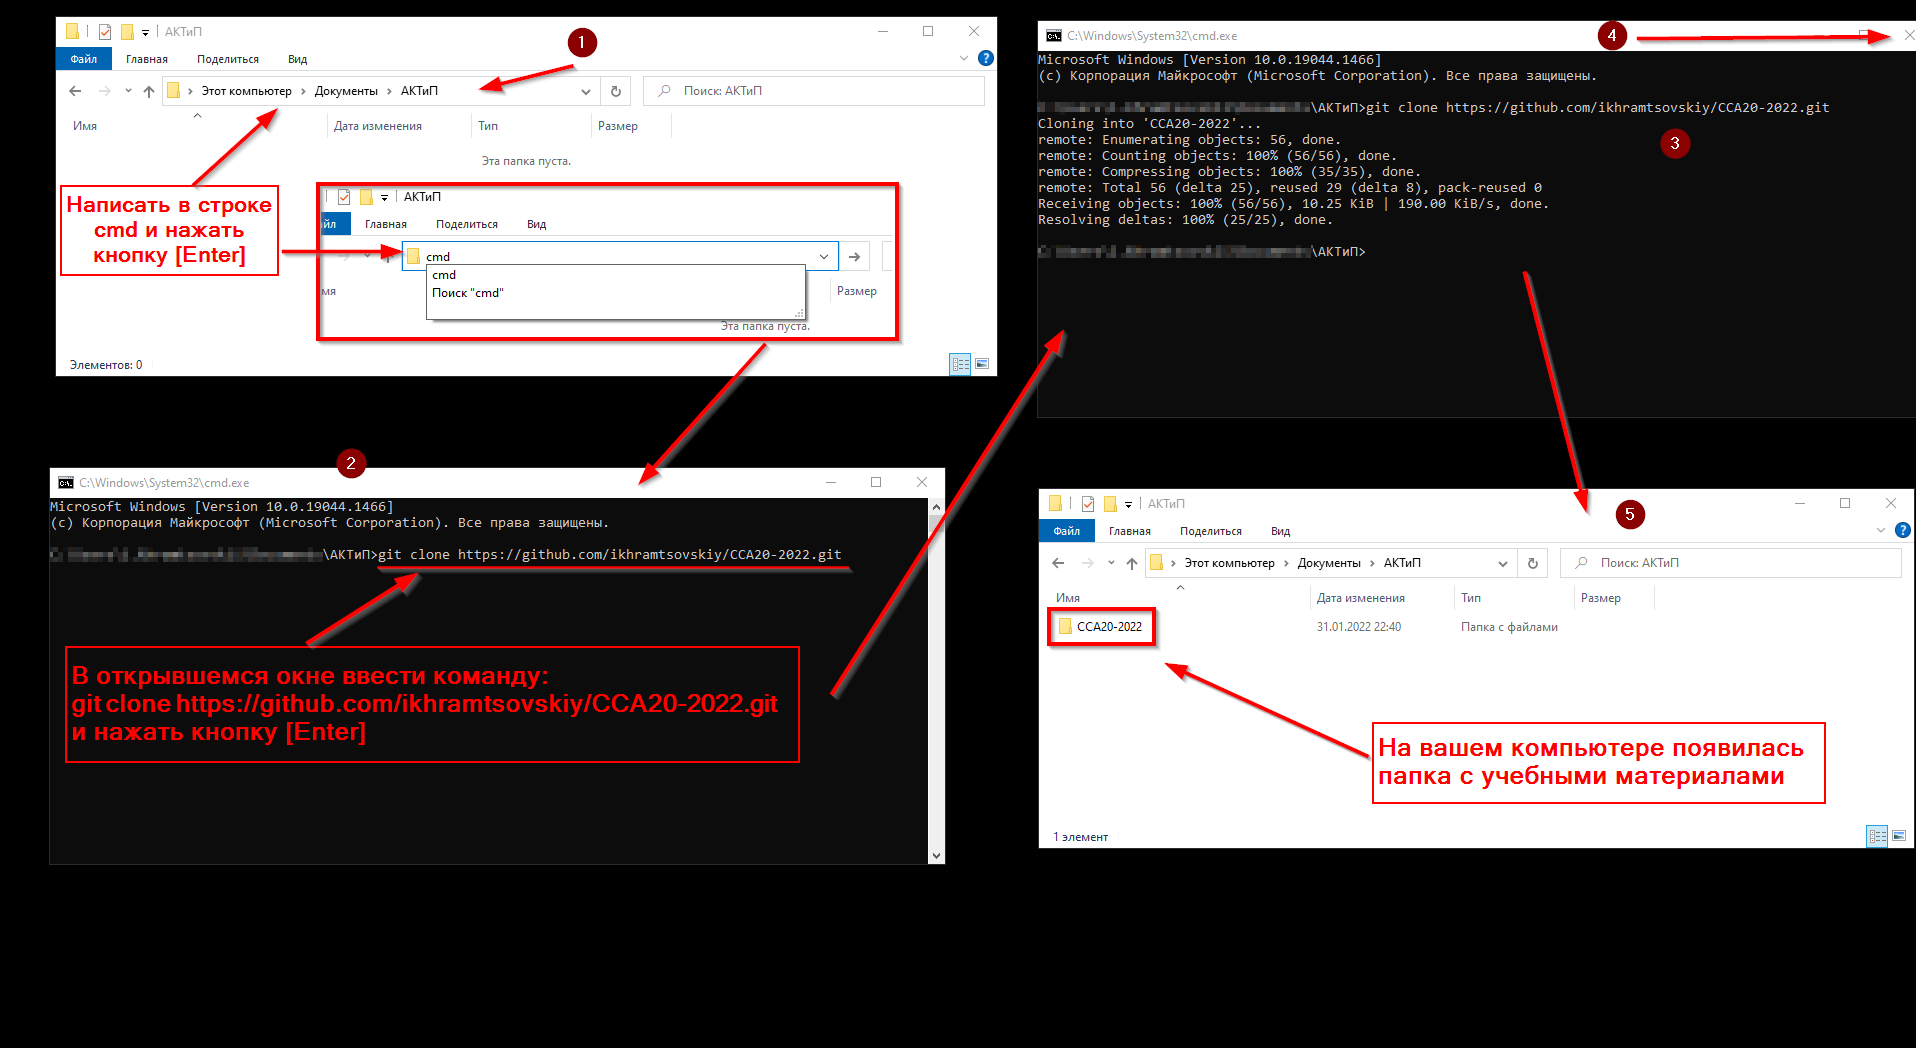 АКТиП
1
Файл Главная Поделиться Вид
Этот компьютер Документы АКТиП
Поиск: АКТиП
Имя Дата изменения Тип Размер
Эта папка пуста.
Написать в строке
cmd и нажать
кнопку [Enter]
АКТиП
йл Главная Поделиться Вид
cmd
cmd
Поиск "cmd"
мя Размер
Эта папка пуста.
Элементов: 0
2
C:\Windows\System32\cmd.exe
Microsoft Windows [Version 10.0.19044.1466]
(c) Корпорация Майкрософт (Microsoft Corporation). Все права защищены.
\АКТиП>git clone https://github.com/ikhramtsovskiy/CCA20-2022.git
В открывшемся окне ввести команду:
git clone https://github.com/ikhramtsovskiy/CCA20-2022.git
и нажать кнопку [Enter]
C:\Windows\System32\cmd.exe
4
Microsoft Windows [Version 10.0.19044.1466]
(c) Корпорация Майкрософт (Microsoft Corporation). Все права защищены.
\АКТиП>git clone https://github.com/ikhramtsovskiy/CCA20-2022.git
Cloning into 'CCA20-2022'...
remote: Enumerating objects: 56, done.
3
remote: Counting objects: 100% (56/56), done.
remote: Compressing objects: 100% (35/35), done.
remote: Total 56 (delta 25), reused 29 (delta 8), pack-reused 0
Receiving objects: 100% (56/56), 10.25 KiB | 190.00 KiB/s, done.
Resolving deltas: 100% (25/25), done.
\АКТиП>
АКТиП
5
Файл Главная Поделиться Вид
Этот компьютер Документы АКТиП
Поиск: АКТиП
Имя Дата изменения Тип Размер
CCA20-2022 31.01.2022 22:40 Папка с файлами
На вашем компьютере появилась
папка с учебными материалами
1 элемент